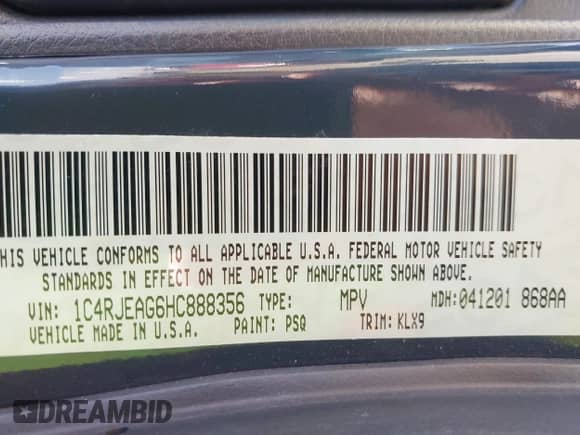 THIS VEHICLE CONFORMS TO ALL APPLICABLE U.S.A. FEDERAL MOTOR VEHICLE SAFETY
STANDARDS IN EFFECT ON THE DATE OF MANUFACTURE SHOWN ABOVE.
VIN: 1C4RJEAG6HC888356 TYPE: MPV MDH:041201 868AA
VEHICLE MADE IN U.S.A. PAINT: PSQ TRIM: KLX9
DREAMBID